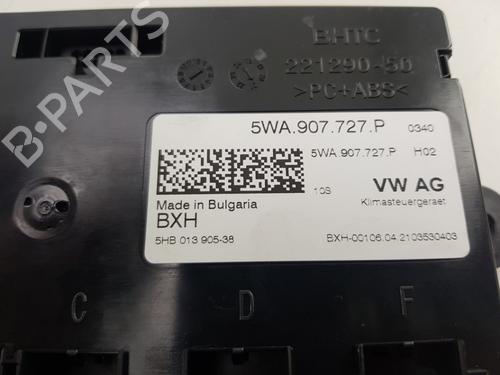 BHTC
221290-50
>PC+ABS<
5WA.907.727.P 0340
5WA.907.727.P H02
10S VW AG
Made in Bulgaria Klimasteuergeraet
BXH
5HB 013 905-38 BXH-00106.04.2103530403
C D F